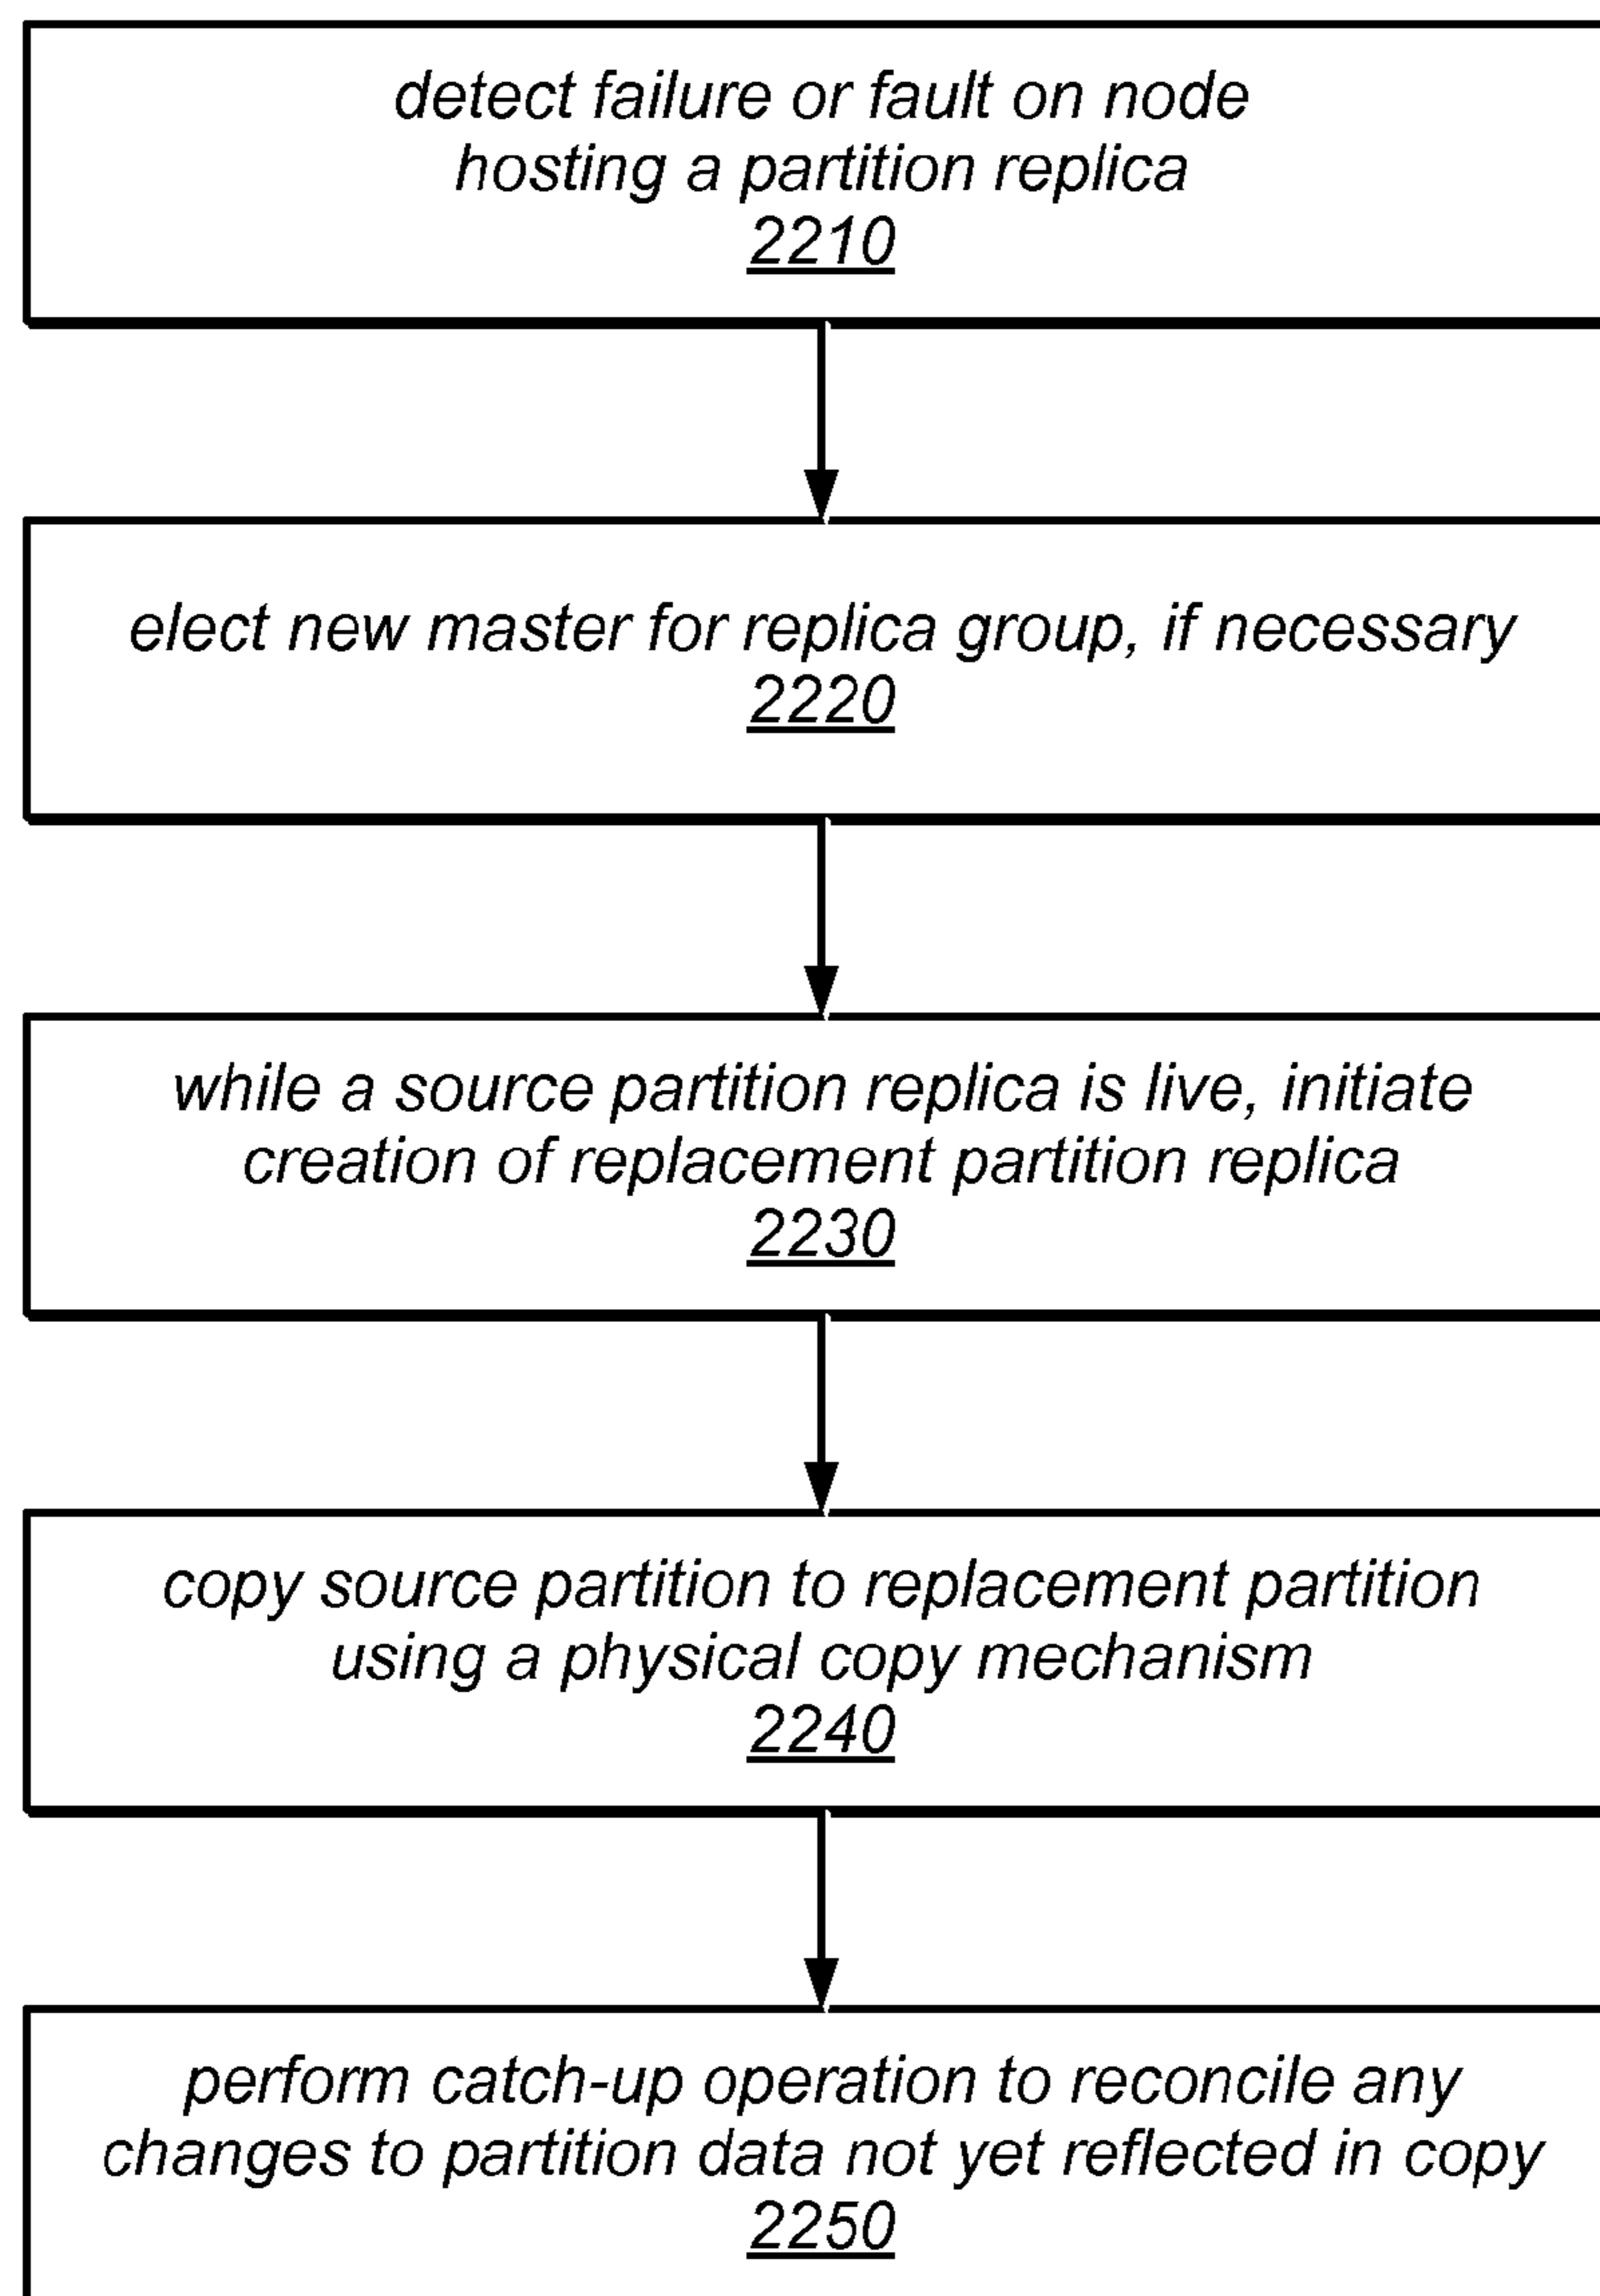 detect failure or fault on node
hosting a partition replica
2210
elect new master for replica group, if necessary
2220
while a source partition replica is live, initiate
creation of replacement partition replica
2230
copy source partition to replacement partition
using a physical copy mechanism
2240
perform catch-up operation to reconcile any
changes to partition data not yet reflected in copy
2250